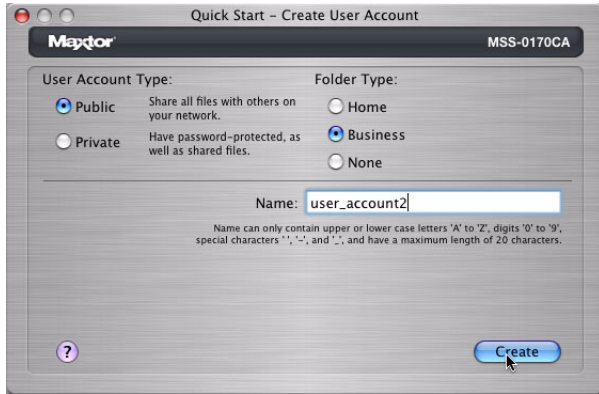 Quick Start – Create User Account
Maxtor
MSS-0170CA
User Account Type:
Public
Share all files with others on
your network.
Private
Have password-protected, as
well as shared files.
Folder Type:
Home
Business
None
Name: user_account2
Name can only contain upper or lower case letters 'A' to 'Z', digits '0' to '9',
special characters ' ', '-', and '_', and have a maximum length of 20 characters.
?
Create